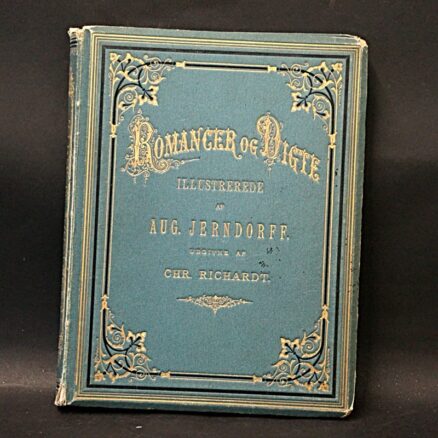 ROMANCER OG DIGTE
ILLUSTREREDE
AF
AUG. JERNDORFF.
UDGIVNE AF
CHR. RICHARDT.